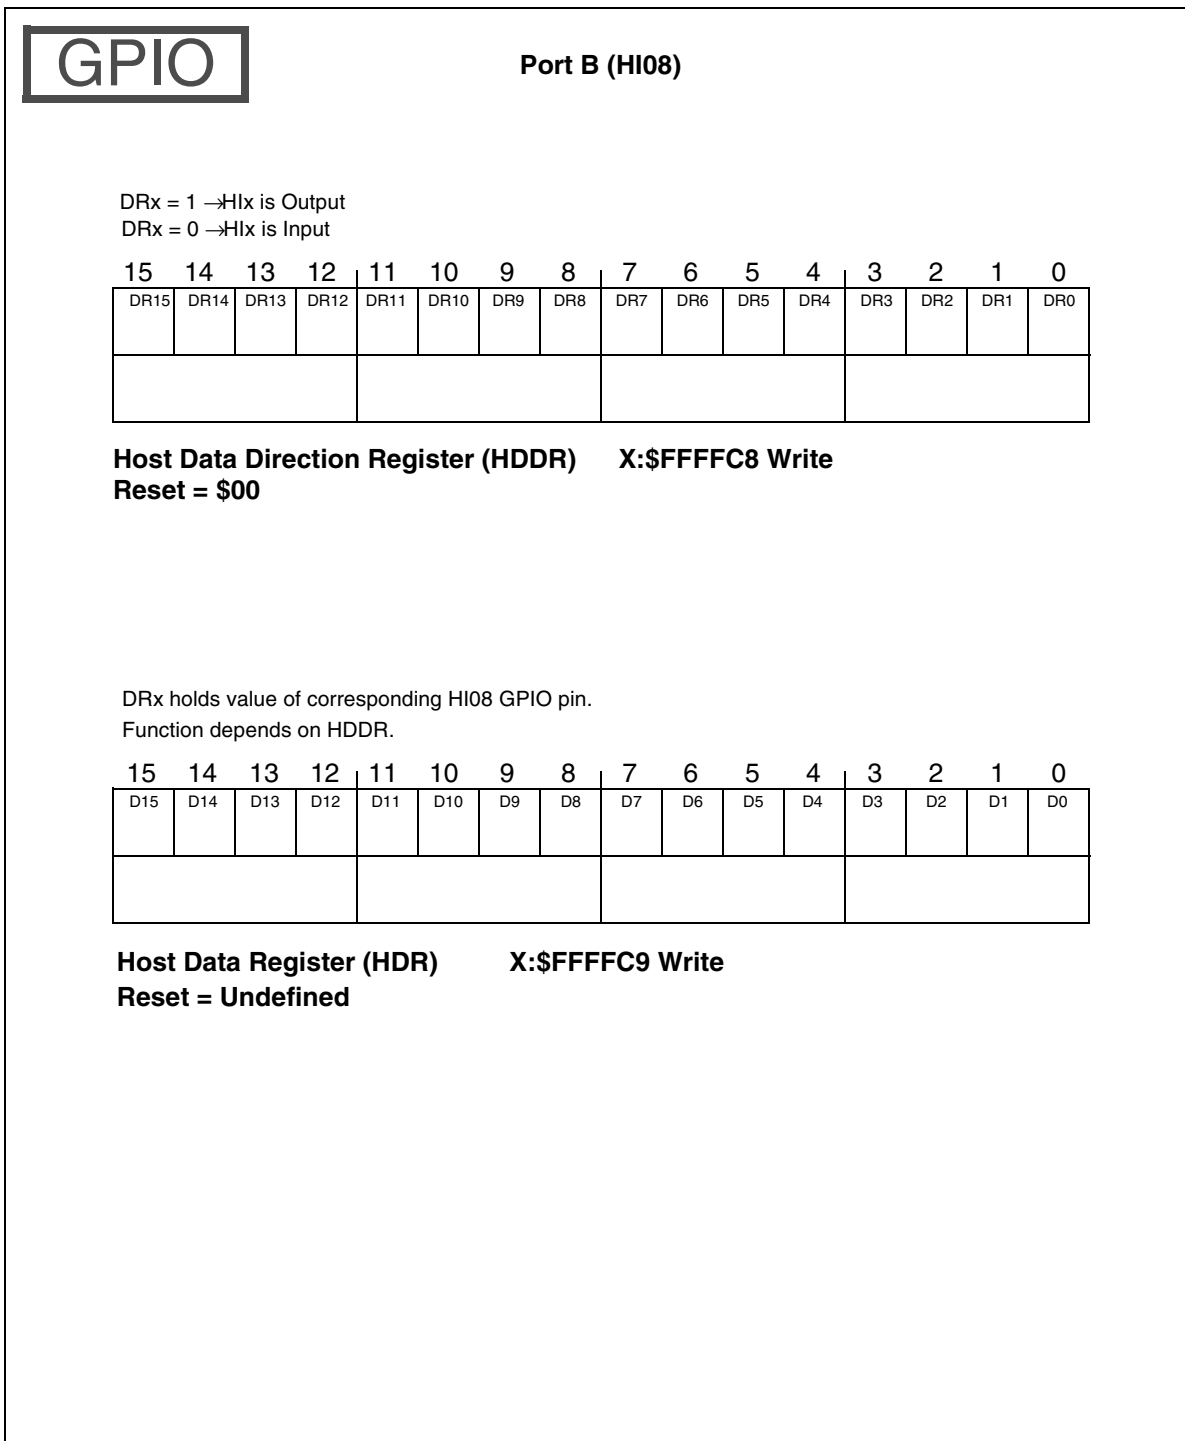 GPIO
Port B (HI08)
DRx = 1 →HIx is Output
DRx = 0 →HIx is Input
15 14 13 12 11 10 9 8 7 6 5 4 3 2 1 0
DR15 DR14 DR13 DR12 DR11 DR10 DR9 DR8 DR7 DR6 DR5 DR4 DR3 DR2 DR1 DR0
Host Data Direction Register (HDDR) X:$FFFFC8 Write
Reset = $00
DRx holds value of corresponding HI08 GPIO pin.
Function depends on HDDR.
15 14 13 12 11 10 9 8 7 6 5 4 3 2 1 0
D15 D14 D13 D12 D11 D10 D9 D8 D7 D6 D5 D4 D3 D2 D1 D0
Host Data Register (HDR) X:$FFFFC9 Write
Reset = Undefined